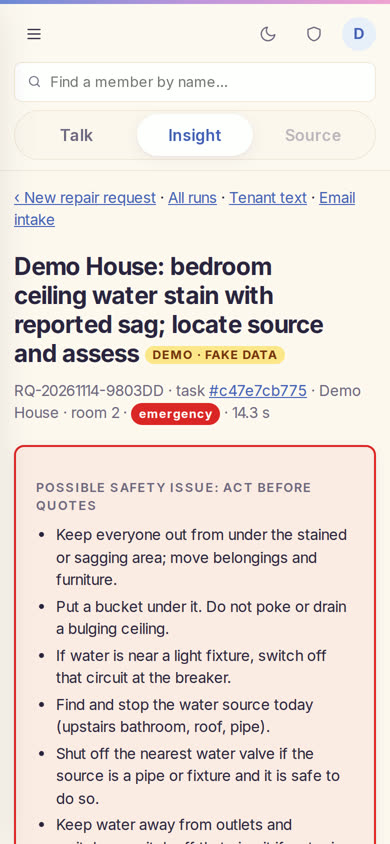 D
Find a member by name...
Talk Insight Source
‹ New repair request · All runs · Tenant text · Email
intake
Demo House: bedroom
ceiling water stain with
reported sag; locate source
and assess DEMO · FAKE DATA
RQ-20261114-9803DD · task #c47e7cb775 · Demo
House · room 2 · emergency · 14.3 s
POSSIBLE SAFETY ISSUE: ACT BEFORE
QUOTES
• Keep everyone out from under the stained
or sagging area; move belongings and
furniture.
• Put a bucket under it. Do not poke or drain
a bulging ceiling.
• If water is near a light fixture, switch off
that circuit at the breaker.
• Find and stop the water source today
(upstairs bathroom, roof, pipe).
• Shut off the nearest water valve if the
source is a pipe or fixture and it is safe to
do so.
• Keep water away from outlets and